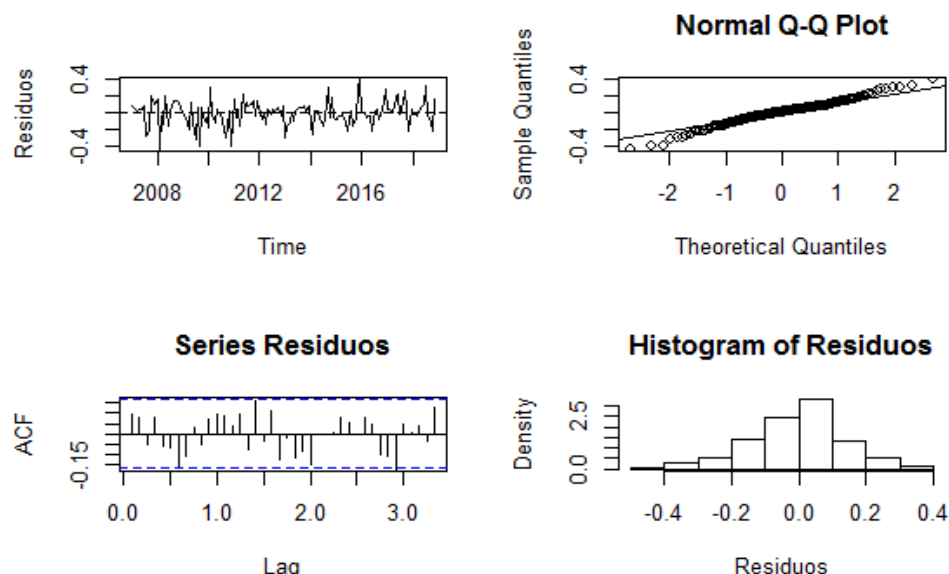 Residuos
0.4
-0.4
2008 2012 2016
Time
Normal Q-Q Plot
Sample Quantiles
0.4
-0.4
-2 -1 0 1 2
Theoretical Quantiles
Series Residuos
ACF
-0.15
0.0 1.0 2.0 3.0
Lag
Histogram of Residuos
Density
2.5
0.0
-0.4 -0.2 0.0 0.2 0.4
Residuos